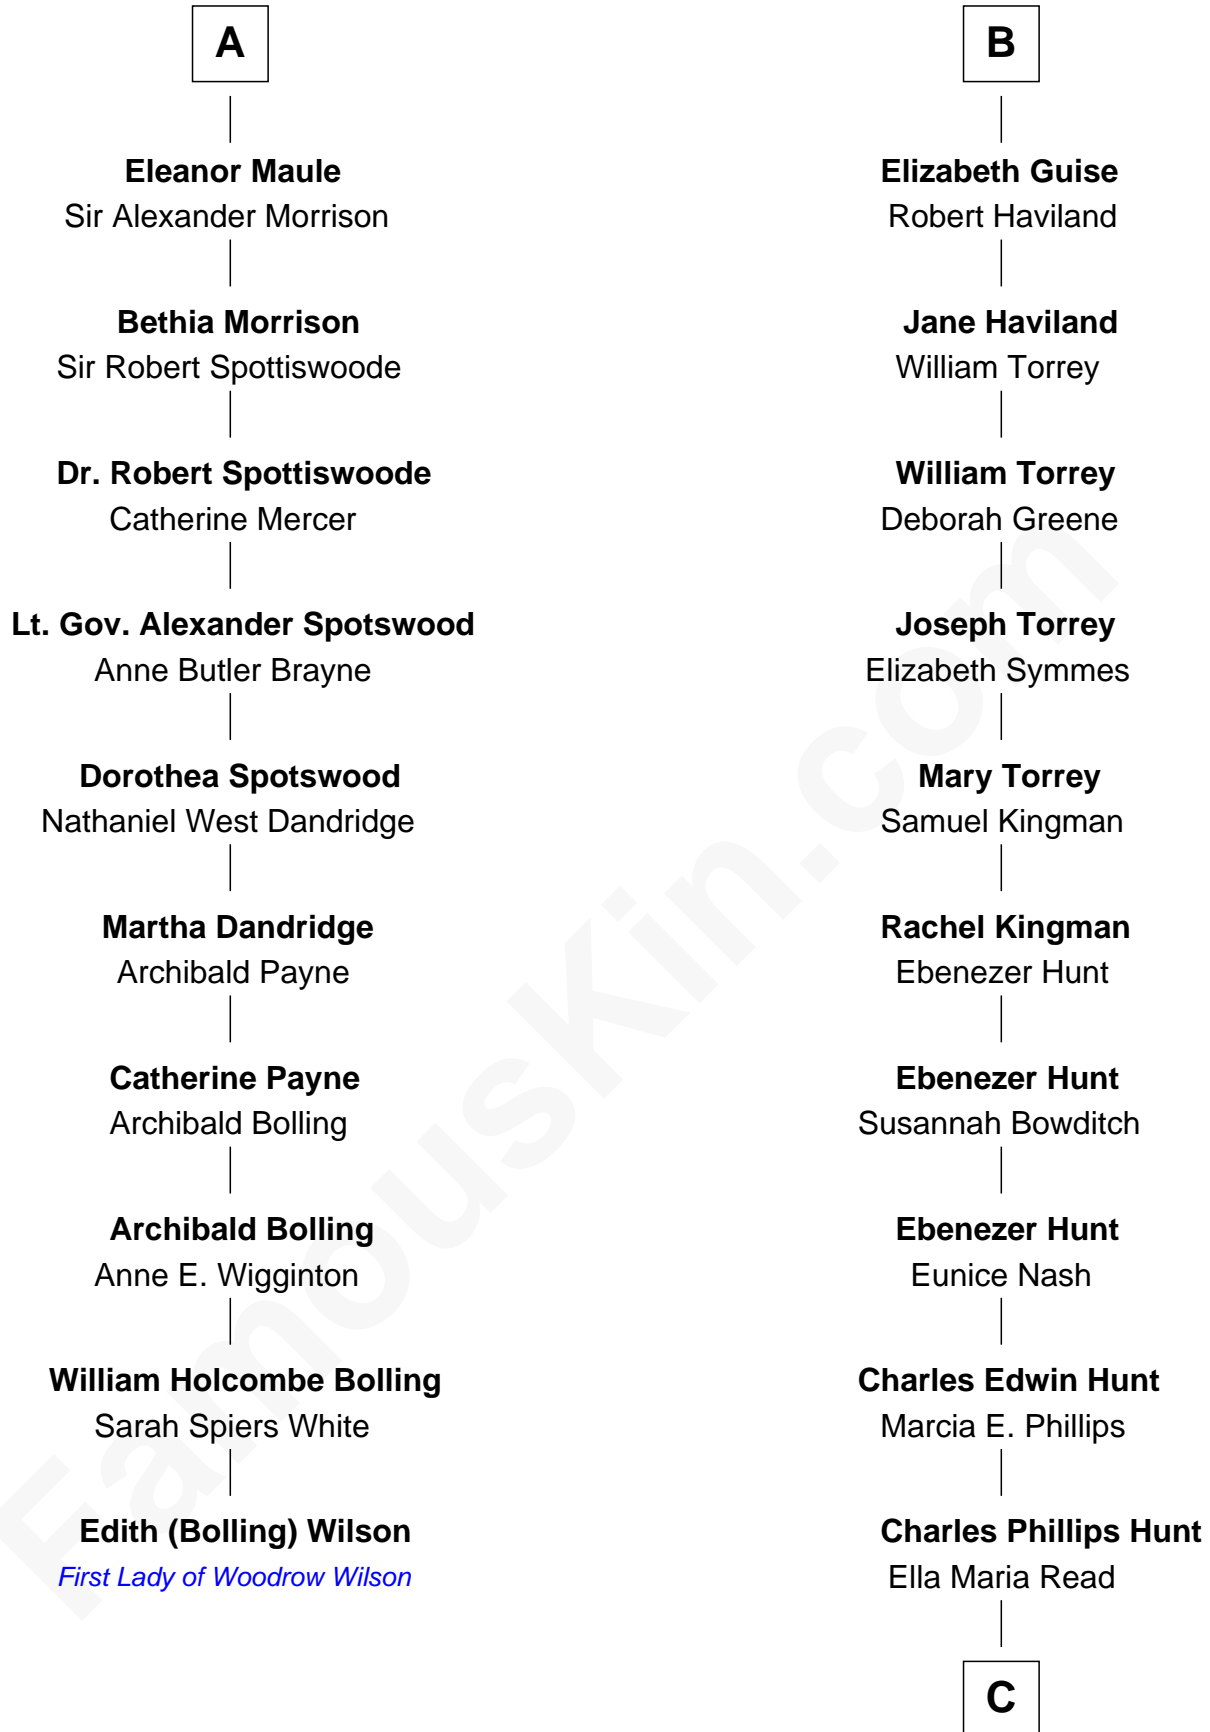 A
Eleanor Maule
Sir Alexander Morrison
Bethia Morrison
Sir Robert Spottiswoode
Dr. Robert Spottiswoode
Catherine Mercer
Lt. Gov. Alexander Spotswood
Anne Butler Brayne
Dorothea Spotswood
Nathaniel West Dandridge
Martha Dandridge
Archibald Payne
Catherine Payne
Archibald Bolling
Archibald Bolling
Anne E. Wigginton
William Holcombe Bolling
Sarah Spiers White
Edith (Bolling) Wilson
First Lady of Woodrow Wilson
B
Elizabeth Guise
Robert Haviland
Jane Haviland
William Torrey
William Torrey
Deborah Greene
Joseph Torrey
Elizabeth Symmes
Mary Torrey
Samuel Kingman
Rachel Kingman
Ebenezer Hunt
Ebenezer Hunt
Susannah Bowditch
Ebenezer Hunt
Eunice Nash
Charles Edwin Hunt
Marcia E. Phillips
Charles Phillips Hunt
Ella Maria Read
C
FamousKin.com